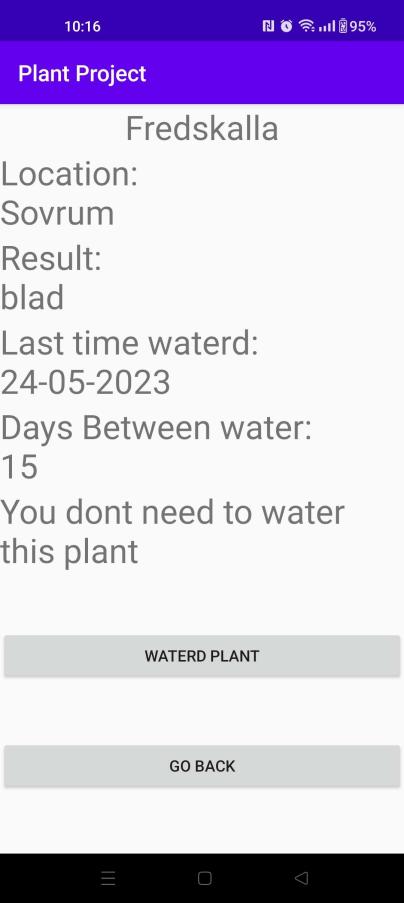 10:16 95%
Plant Project
Fredskalla
Location:
Sovrum
Result:
blad
Last time waterd:
24-05-2023
Days Between water:
15
You dont need to water
this plant
WATERD PLANT
GO BACK